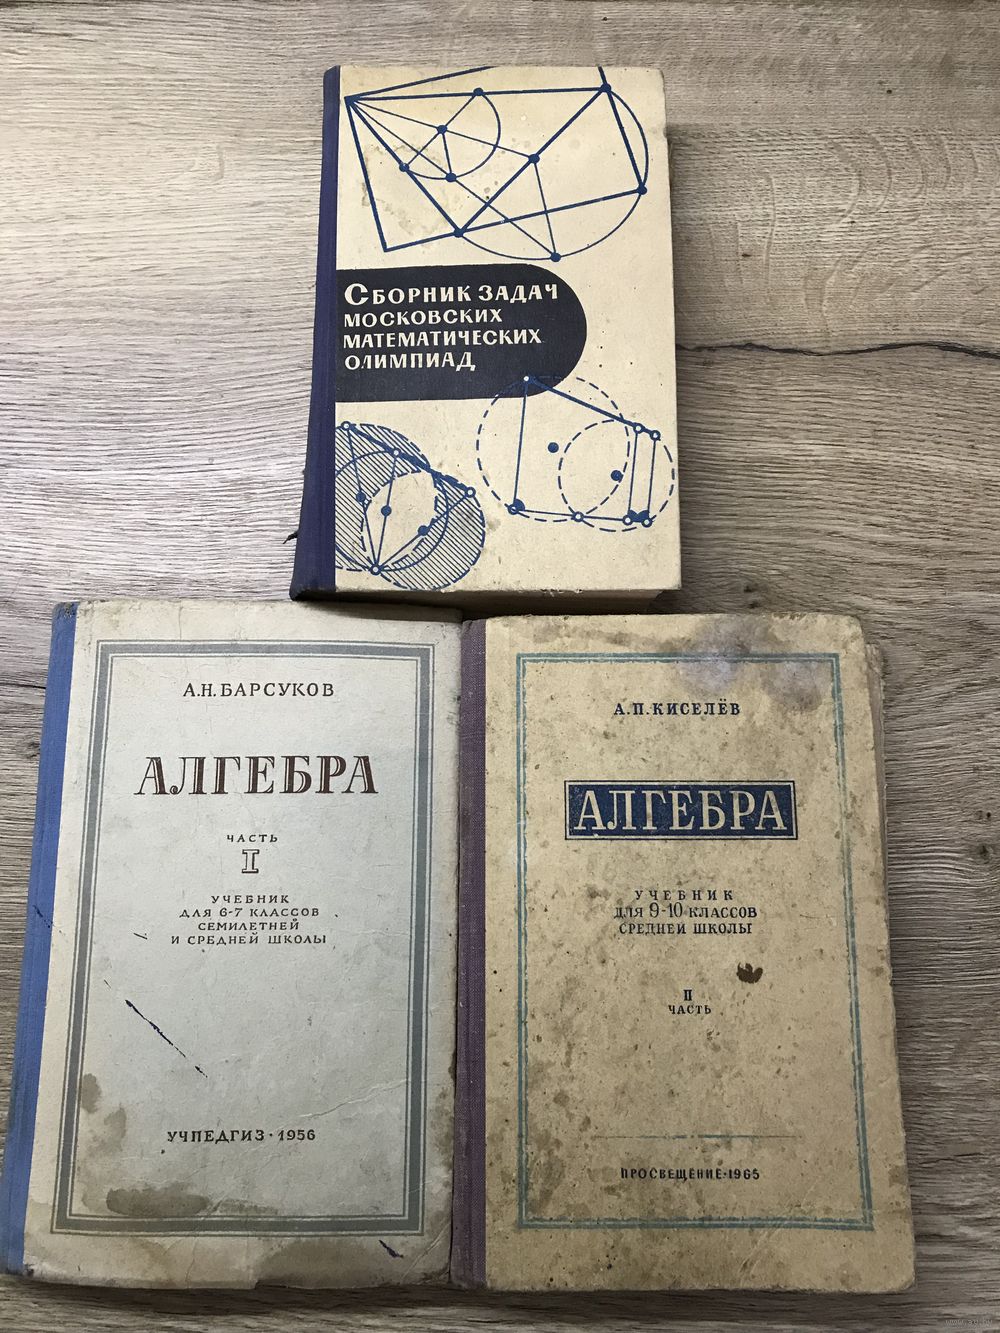 СБОРНИК ЗАДАЧ
МОСКОВСКИХ
МАТЕМАТИЧЕСКИХ
ОЛИМПИАД
А.Н.БАРСУКОВ
АЛГЕБРА
ЧАСТЬ
I
УЧЕБНИК
ДЛЯ 6-7 КЛАССОВ
СЕМИЛЕТНЕЙ
И СРЕДНЕЙ ШКОЛЫ
УЧПЕДГИЗ · 1956
А.П.КИСЕЛЁВ
АЛГЕБРА
УЧЕБНИК
ДЛЯ 9-10 КЛАССОВ
СРЕДНЕЙ ШКОЛЫ
II
ЧАСТЬ
ПРОСВЕЩЕНИЕ·1965